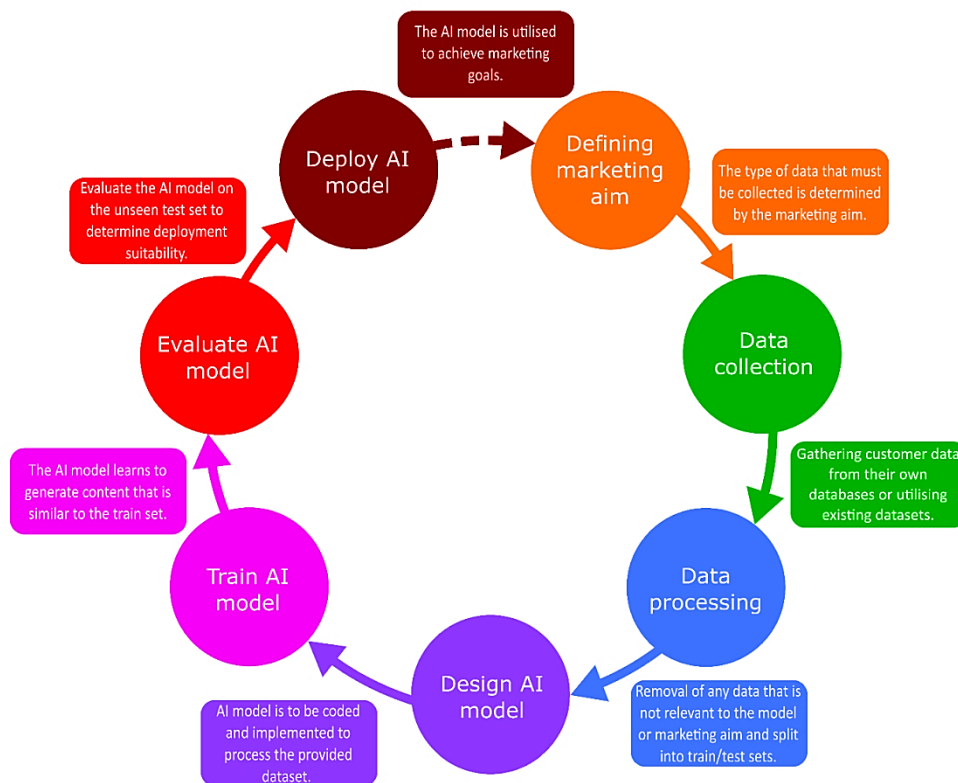 The AI model is utilised
to achieve marketing
goals.
Deploy AI
model
Defining
marketing
aim
The type of data that must
be collected is determined
by the marketing aim.
Data
collection
Gathering customer data
from their own
databases or utilising
existing datasets.
Data
processing
Removal of any data that is
not relevant to the model
or marketing aim and split
into train/test sets.
Design AI
model
AI model is to be coded
and implemented to
process the provided
dataset.
Train AI
model
The AI model learns to
generate content that is
similar to the train set.
Evaluate AI
model
Evaluate the AI model on
the unseen test set to
determine deployment
suitability.